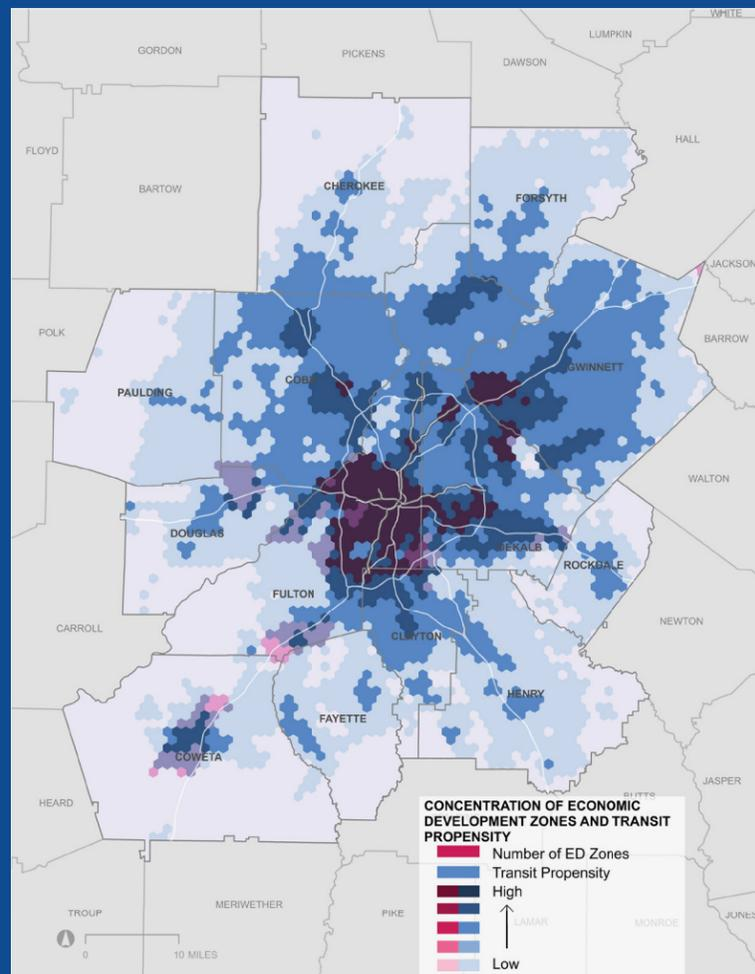 WHITE
LUMPKIN
GORDON
PICKENS
DAWSON
HALL
FLOYD
BARTOW
CHEROKEE
FORSYTH
JACKSON
POLK
BARROW
PAULDING
COBB
GWINNETT
WALTON
DOUGLAS
DEKALB
ROCKDALE
FULTON
NEWTON
CARROLL
CLAYTON
HENRY
FAYETTE
COWETA
JASPER
HEARD
BUTTS
CONCENTRATION OF ECONOMIC
DEVELOPMENT ZONES AND TRANSIT
PROPENSITY
Number of ED Zones
Transit Propensity
High
Low
MERIWETHER
TROUP
PIKE
LAMAR
MONROE
JONES
0 10 MILES